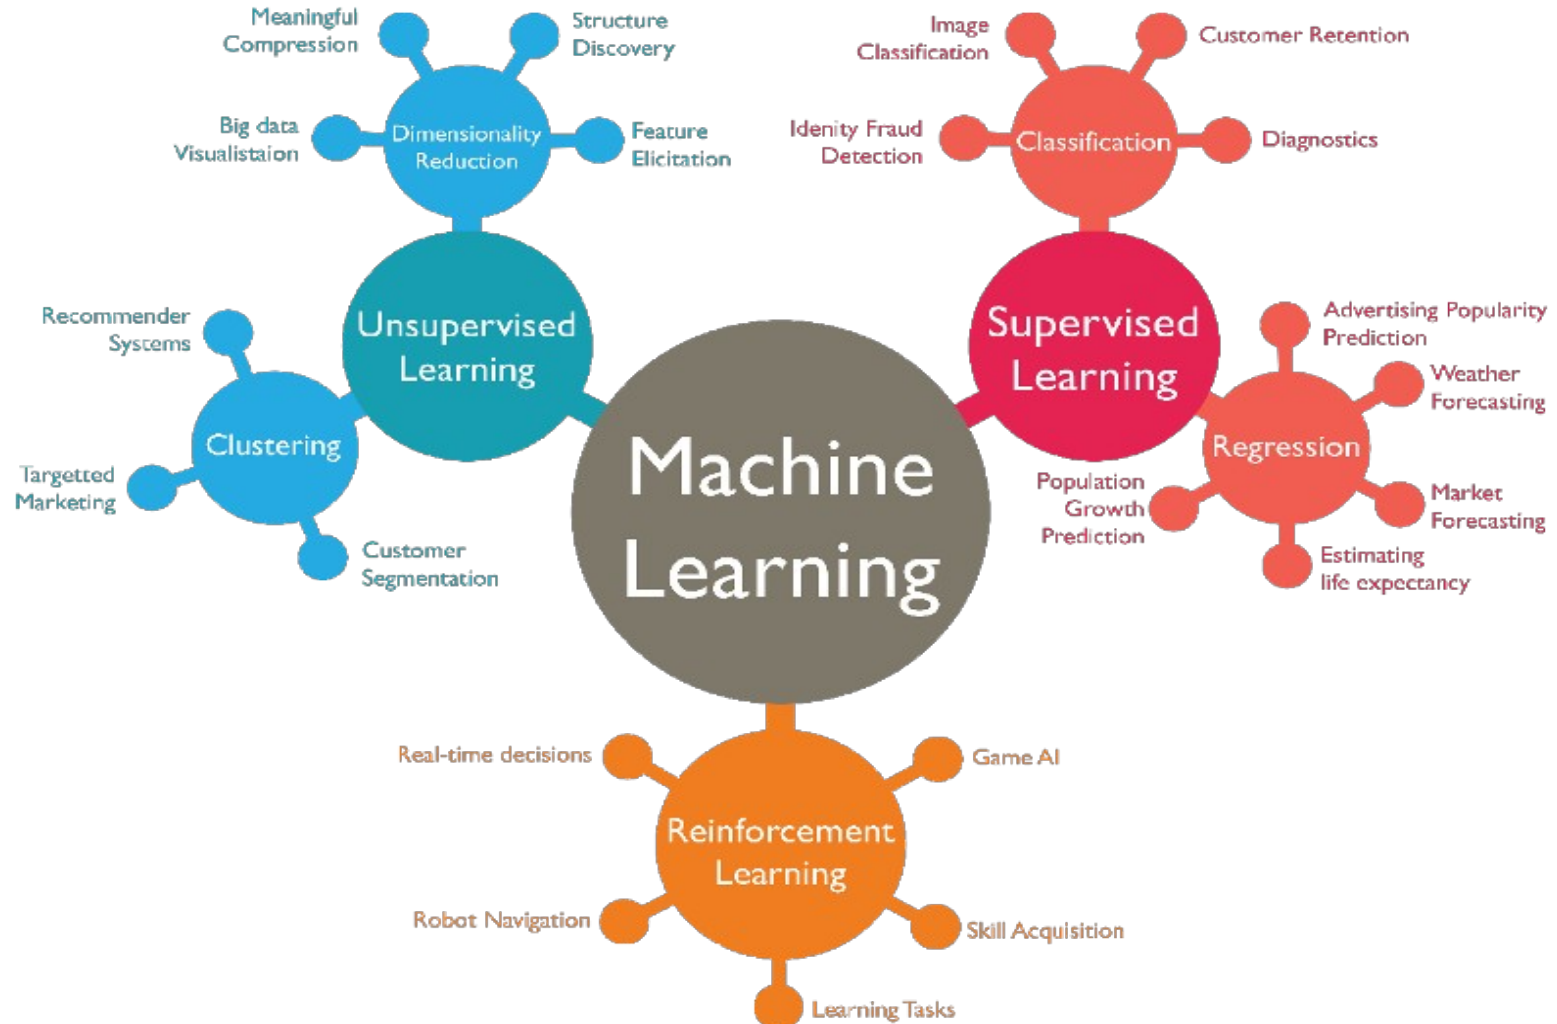 Meaningful
Compression
Structure
Discovery
Big data
Visualistaion
Dimensionality
Reduction
Feature
Elicitation
Image
Classification
Customer Retention
Idenity Fraud
Detection
Classification
Diagnostics
Unsupervised
Learning
Recommender
Systems
Clustering
Targetted
Marketing
Customer
Segmentation
Supervised
Learning
Advertising Popularity
Prediction
Weather
Forecasting
Regression
Population
Growth
Prediction
Market
Forecasting
Estimating
life expectancy
Machine
Learning
Real-time decisions
Game AI
Reinforcement
Learning
Robot Navigation
Skill Acquisition
Learning Tasks